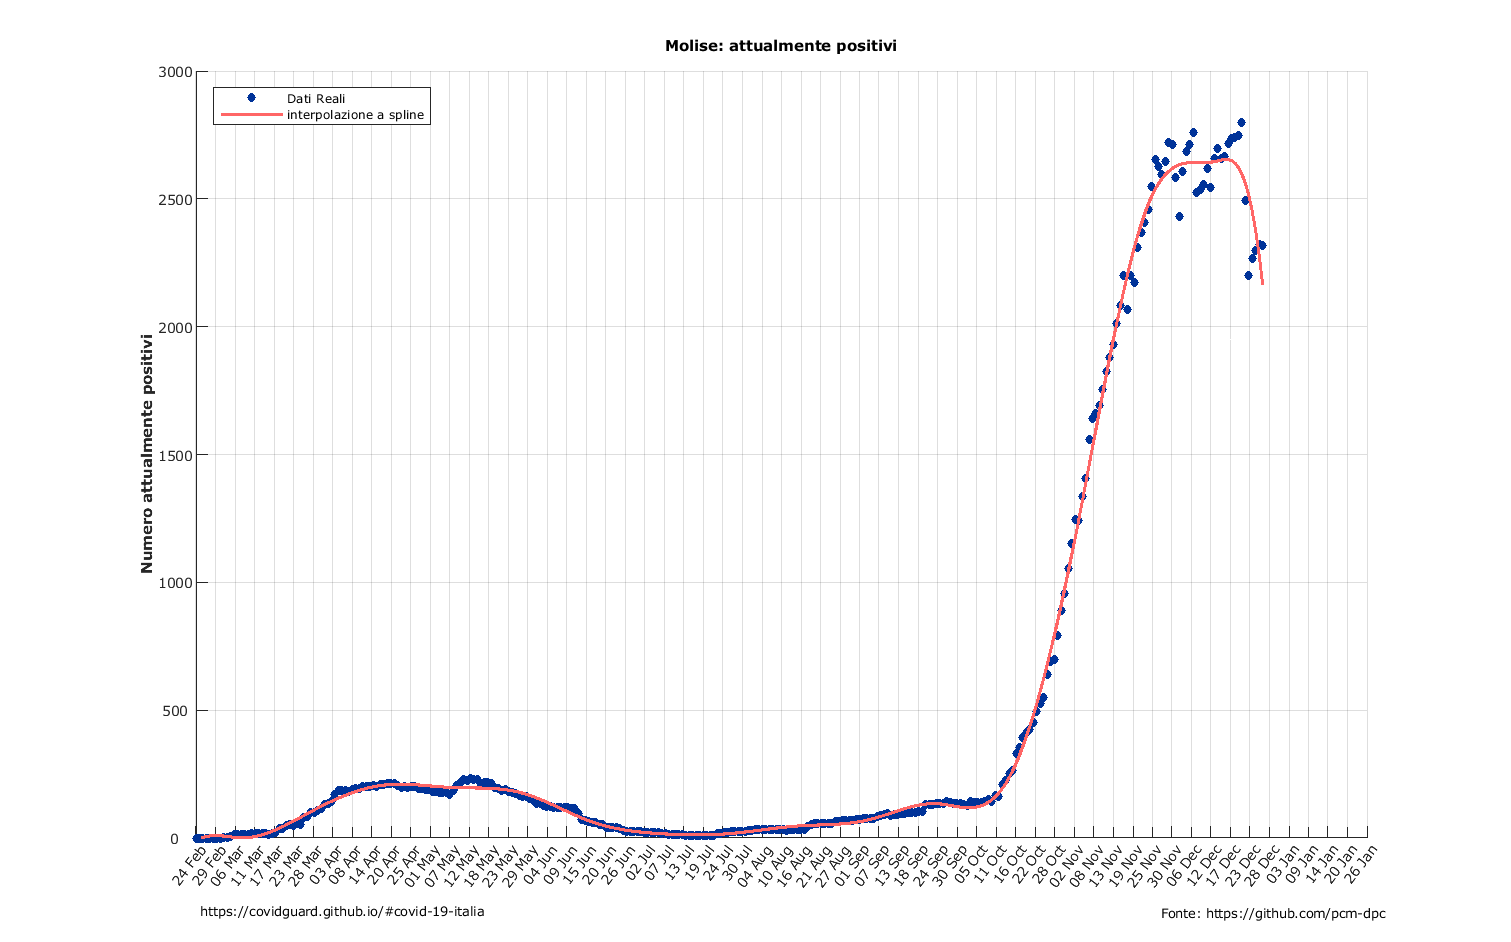 Molise: attualmente positivi
Dati Reali
interpolazione a spline
Numero attualmente positivi
3000
2500
2000
1500
1000
500
0
24 Feb
29 Feb
06 Mar
11 Mar
17 Mar
23 Mar
28 Mar
03 Apr
08 Apr
14 Apr
20 Apr
25 Apr
01 May
07 May
12 May
18 May
23 May
29 May
04 Jun
09 Jun
15 Jun
20 Jun
26 Jun
02 Jul
07 Jul
13 Jul
19 Jul
24 Jul
30 Jul
04 Aug
10 Aug
16 Aug
21 Aug
27 Aug
01 Sep
07 Sep
13 Sep
18 Sep
24 Sep
30 Sep
05 Oct
11 Oct
16 Oct
22 Oct
28 Oct
02 Nov
08 Nov
13 Nov
19 Nov
25 Nov
30 Nov
06 Dec
12 Dec
17 Dec
23 Dec
28 Dec
03 Jan
09 Jan
14 Jan
20 Jan
26 Jan
https://covidguard.github.io/#covid-19-italia
Fonte: https://github.com/pcm-dpc